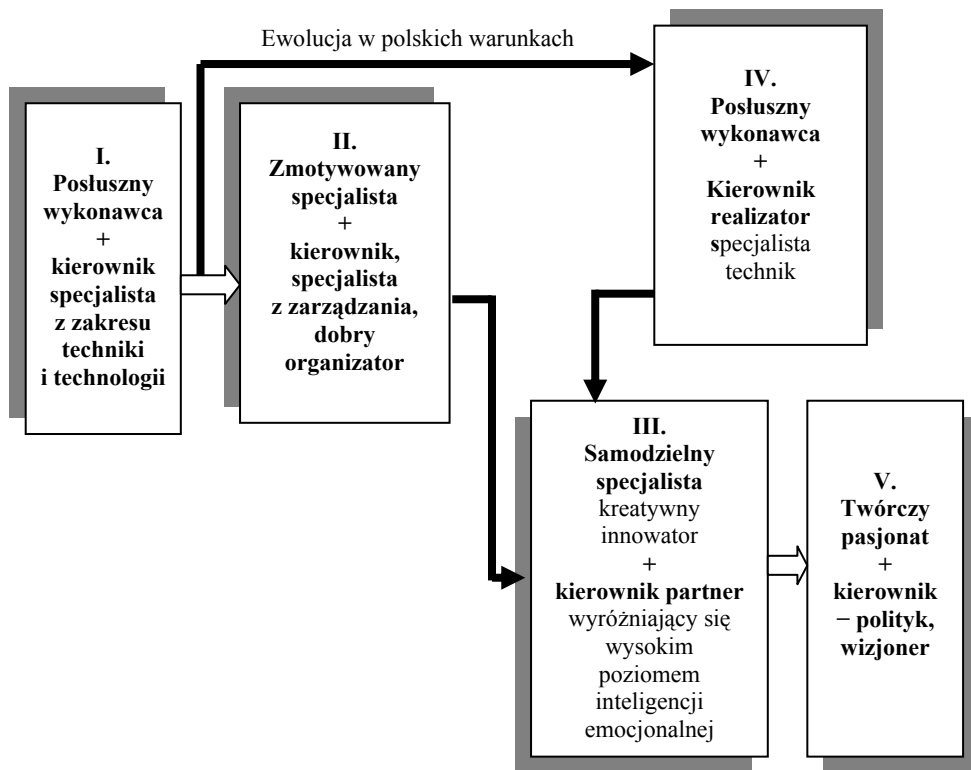 Ewolucja w polskich warunkach
I.
Posłuszny
wykonawca
+
kierownik
specjalista
z zakresu
techniki
i technologii
II.
Zmotywowany
specjalista
+
kierownik,
specjalista
z zarządzania,
dobry
organizator
IV.
Posłuszny
wykonawca
+
Kierownik
realizator
specjalista
technik
III.
Samodzielny
specjalista
kreatywny
innowator
+
kierownik partner
wyróżniający się
wysokim
poziomem
inteligencji
emocjonalnej
V.
Twórczy
pasjonat
+
kierownik
− polityk,
wizjoner